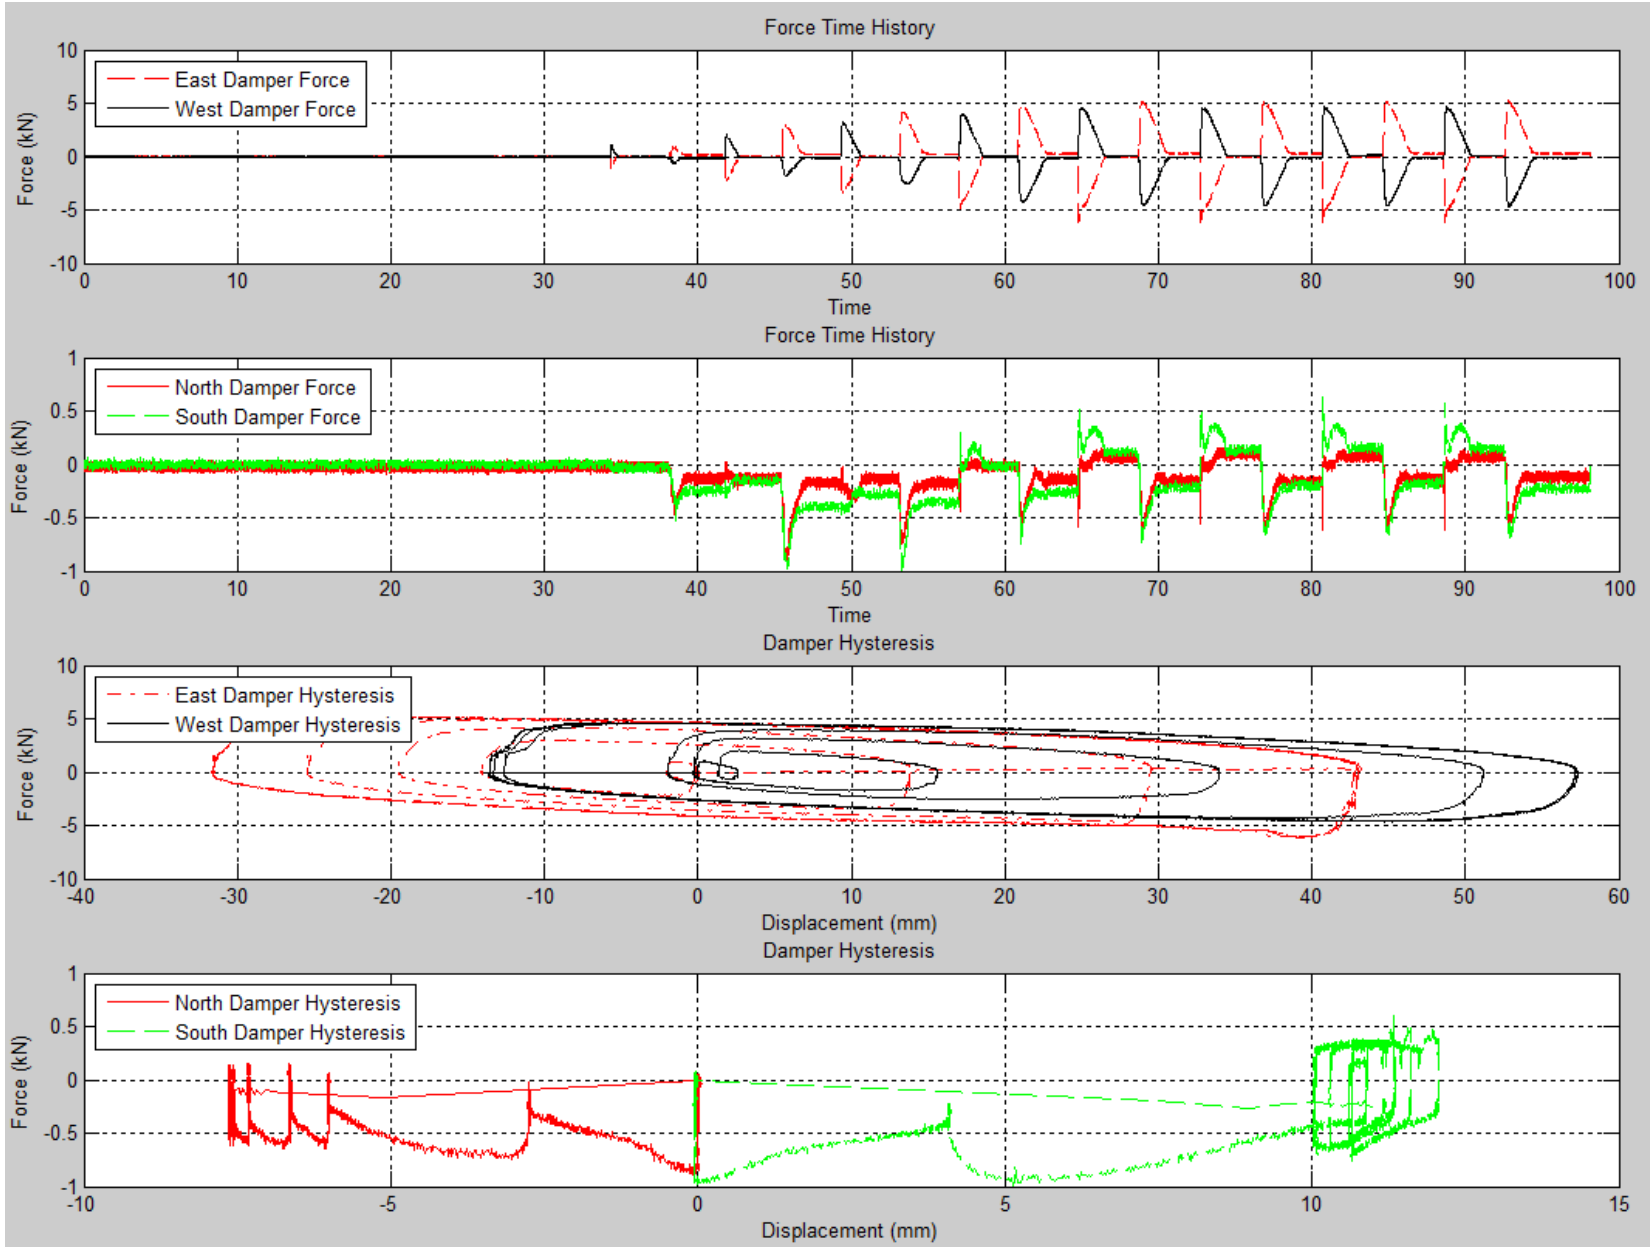 Force Time History
10
5
0
-5
-10
Force (kN)
East Damper Force
West Damper Force
0 10 20 30 40 50 60 70 80 90 100
Time
Force Time History
1
0.5
0
-0.5
-1
Force (kN)
North Damper Force
South Damper Force
0 10 20 30 40 50 60 70 80 90 100
Time
Damper Hysteresis
10
5
0
-5
-10
Force (kN)
East Damper Hysteresis
West Damper Hysteresis
-40 -30 -20 -10 0 10 20 30 40 50 60
Displacement (mm)
Damper Hysteresis
1
0.5
0
-0.5
-1
Force (kN)
North Damper Hysteresis
South Damper Hysteresis
-10 -5 0 5 10 15
Displacement (mm)